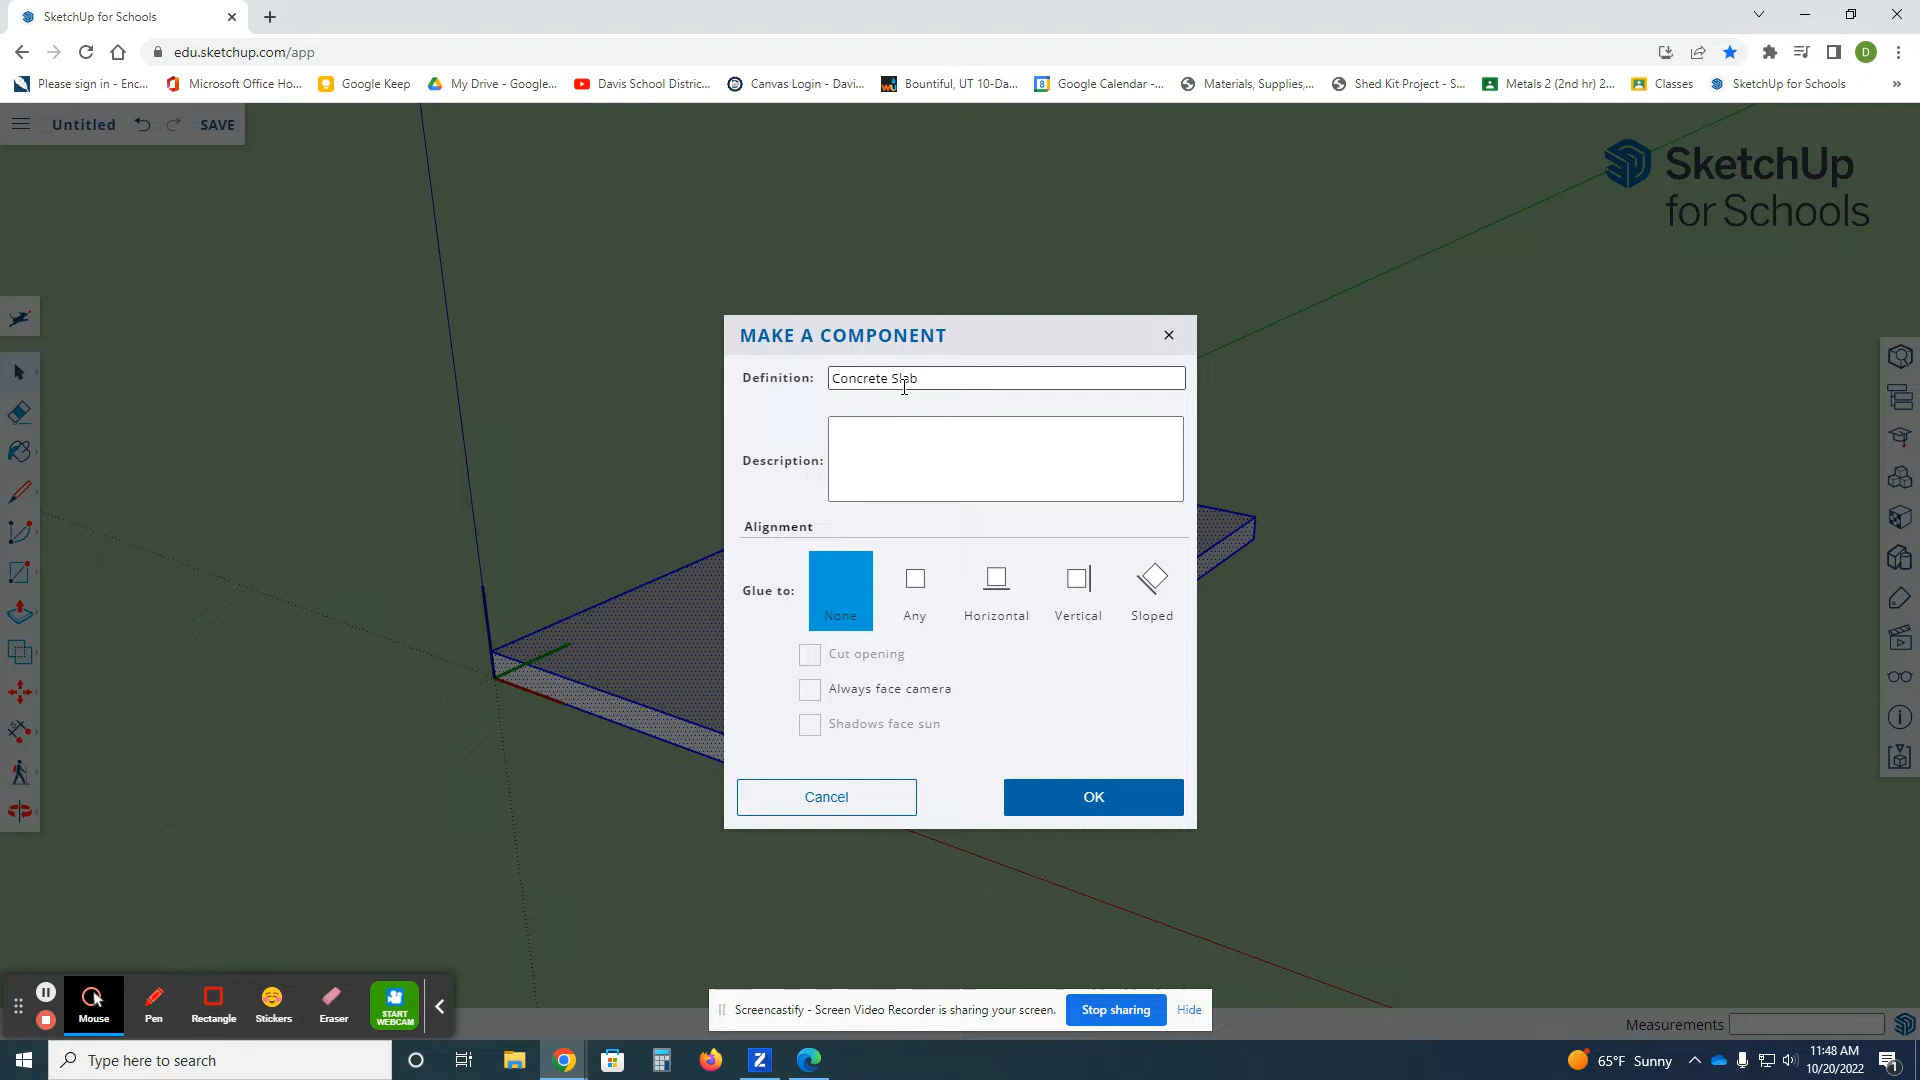 SketchUp for Schools
edu.sketchup.com/app
D
Please sign in - Enc...
Microsoft Office Ho...
Google Keep
My Drive - Google...
Davis School Distric...
Canvas Login - Davi...
Bountiful, UT 10-Da...
Google Calendar -...
Materials, Supplies,...
Shed Kit Project - S...
Metals 2 (2nd hr) 2...
Classes
SketchUp for Schools
»
Untitled
SAVE
SketchUp
for Schools
MAKE A COMPONENT
Definition:
Concrete Slab
Description:
Alignment
Glue to:
None
Any
Horizontal
Vertical
Sloped
Cut opening
Always face camera
Shadows face sun
Cancel
OK
Mouse
Pen
Rectangle
Stickers
Eraser
START
WEBCAM
Screencastify - Screen Video Recorder is sharing your screen.
Stop sharing
Hide
Measurements
Type here to search
65°F Sunny
11:48 AM
10/20/2022
1